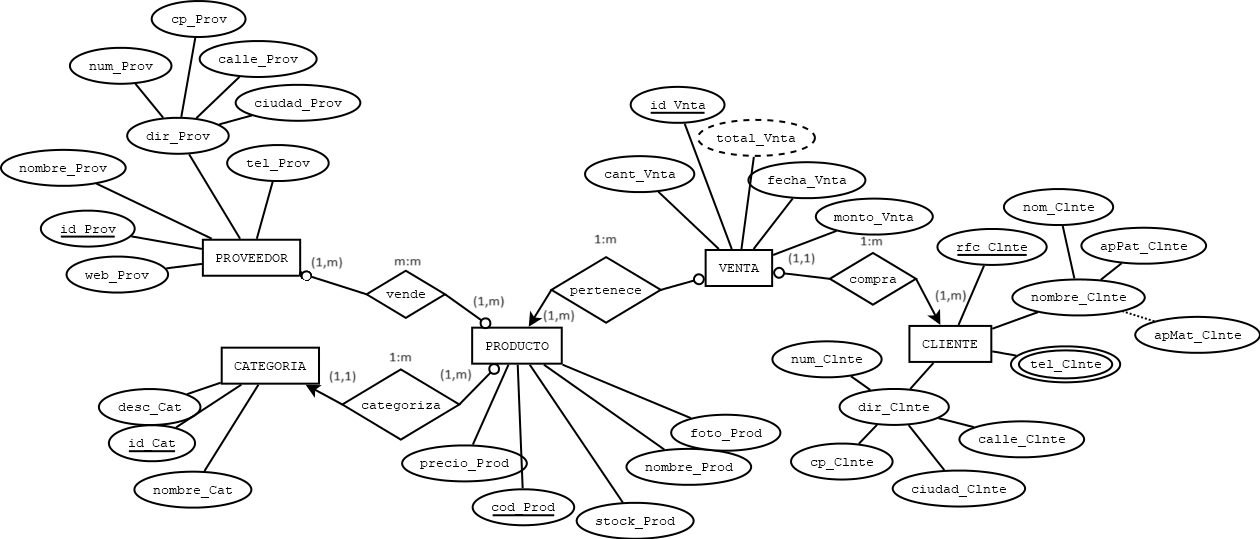 cp_Prov
num_Prov
calle_Prov
ciudad_Prov
dir_Prov
nombre_Prov
tel_Prov
id_Prov
web_Prov
PROVEEDOR
(1,m)
m:m
vende
(1,m)
id_Vnta
total_Vnta
cant_Vnta
fecha_Vnta
monto_Vnta
1:m
pertenece
(1,m)
VENTA
(1,1)
1:m
compra
(1,m)
nom_Clnte
rfc_Clnte
apPat_Clnte
nombre_Clnte
apMat_Clnte
CLIENTE
tel_Clnte
num_Clnte
dir_Clnte
calle_Clnte
cp_Clnte
ciudad_Clnte
PRODUCTO
CATEGORIA
1:m
(1,1)
(1,m)
categoriza
desc_Cat
id_Cat
nombre_Cat
foto_Prod
precio_Prod
nombre_Prod
cod_Prod
stock_Prod